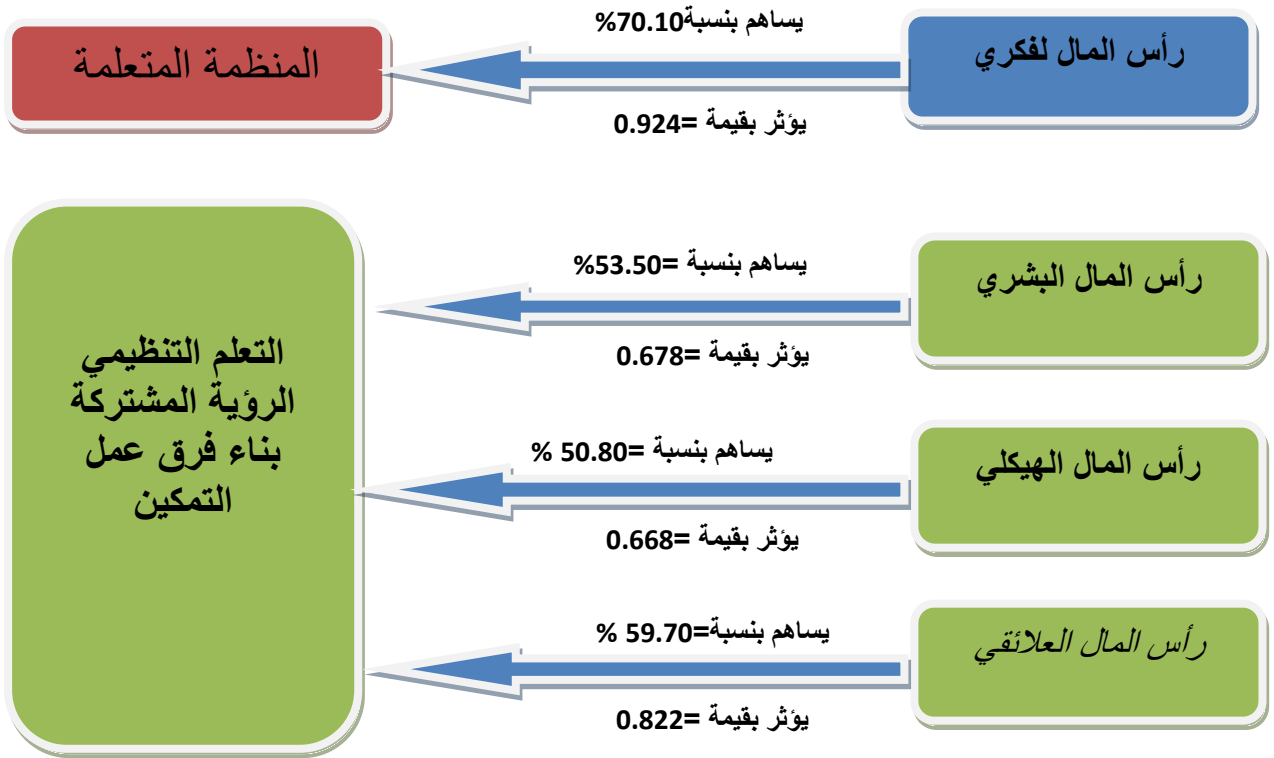 يساهم بنسبة70.10%
رأس المال لفكري
المنظمة المتعلمة
يؤثر بقيمة =0.924
يساهم بنسبة =53.50%
رأس المال البشري
يؤثر بقيمة =0.678
التعلم التنظيمي
الرؤية المشتركة
بناء فرق عمل
التمكين
يساهم بنسبة =50.80 %
رأس المال الهيكلي
يؤثر بقيمة =0.668
يساهم بنسبة=59.70 %
رأس المال العلائقي
يؤثر بقيمة =0.822